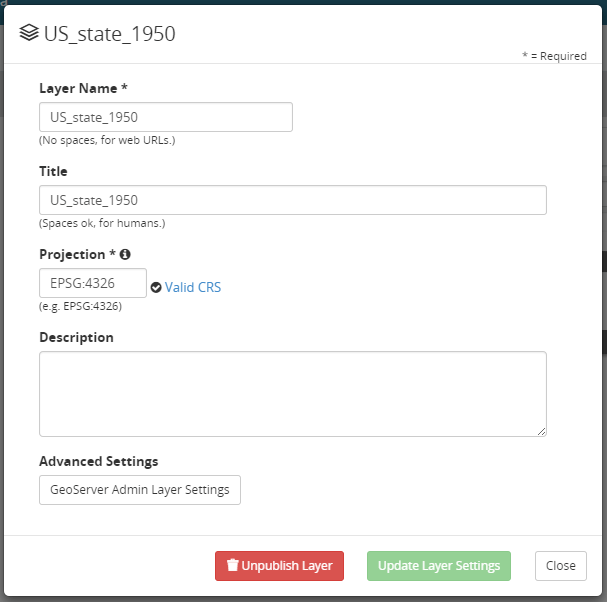 US_state_1950
* = Required
Layer Name *
US_state_1950
(No spaces, for web URLs.)
Title
US_state_1950
(Spaces ok, for humans.)
Projection *
EPSG:4326 Valid CRS
(e.g. EPSG:4326)
Description
Advanced Settings
GeoServer Admin Layer Settings
Unpublish Layer Update Layer Settings Close